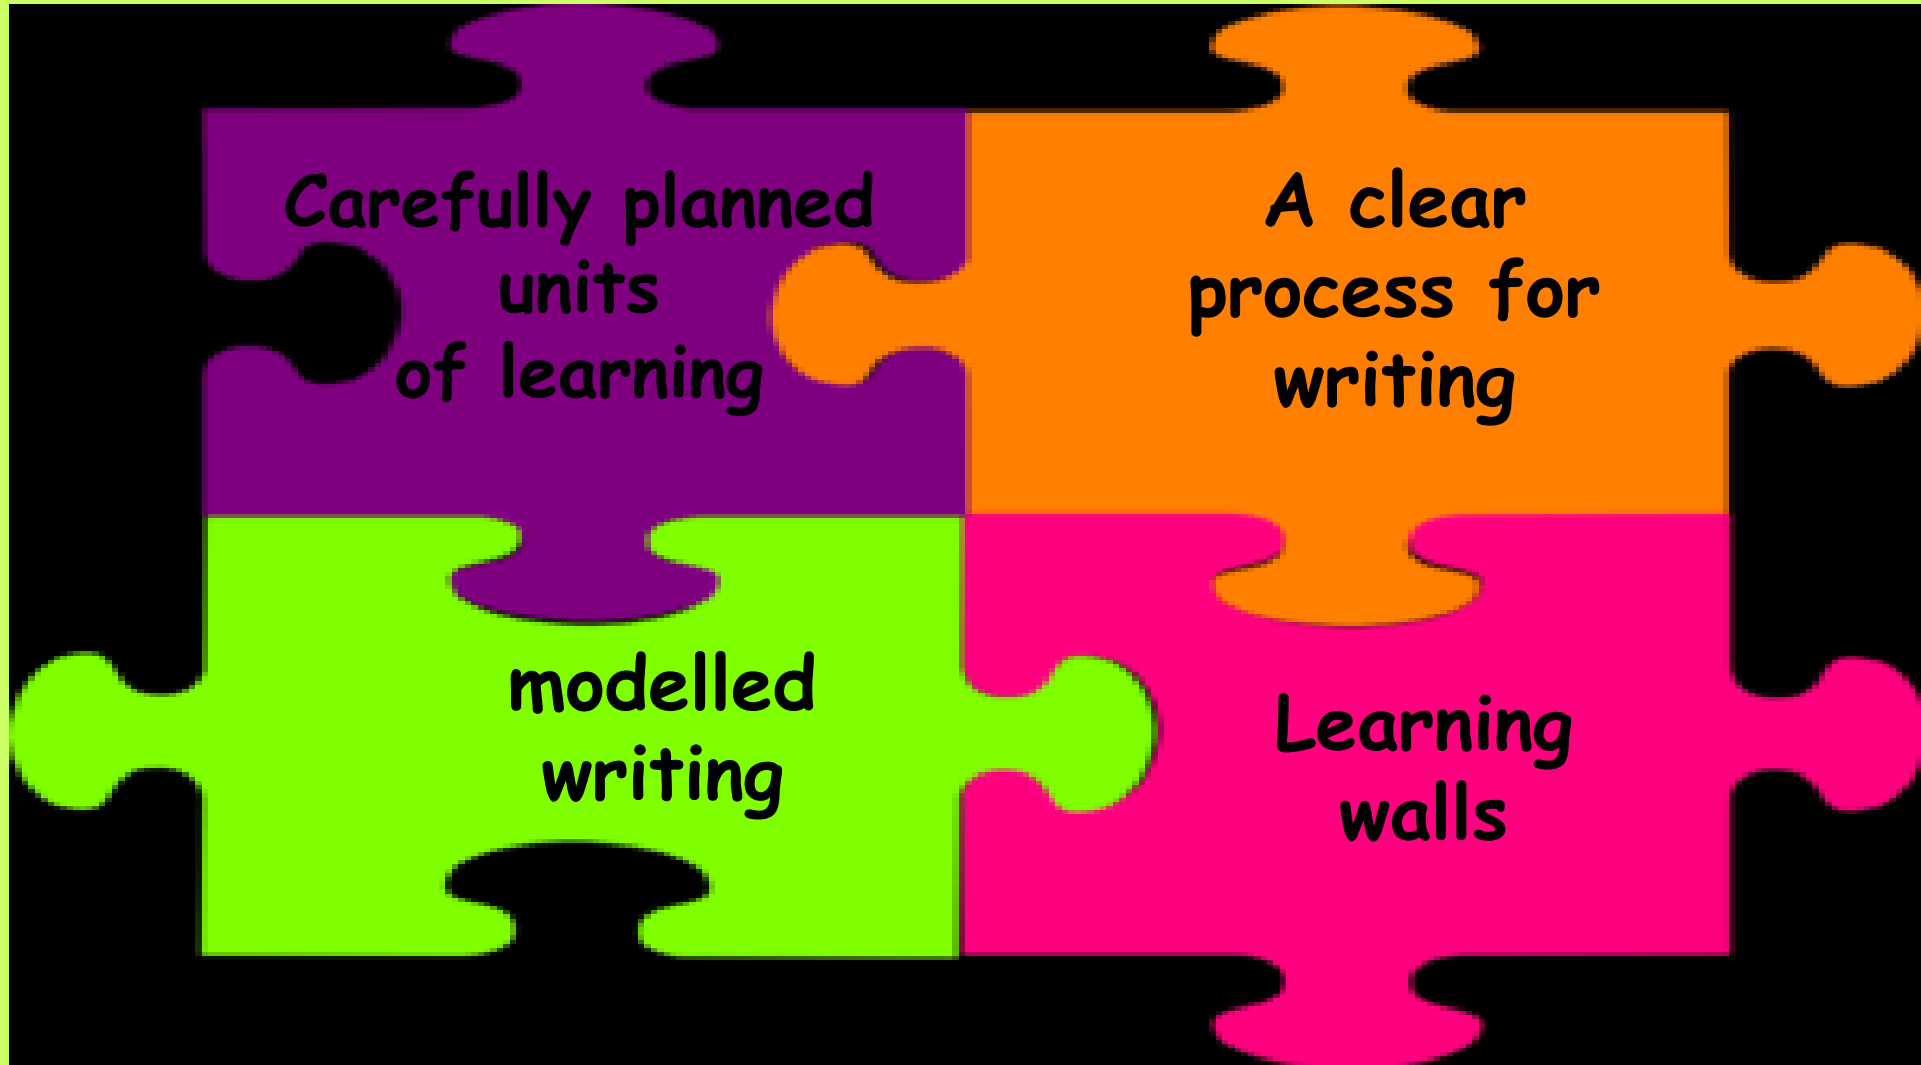 Carefully planned
units
of learning
A clear
process for
writing
modelled
writing
Learning
walls